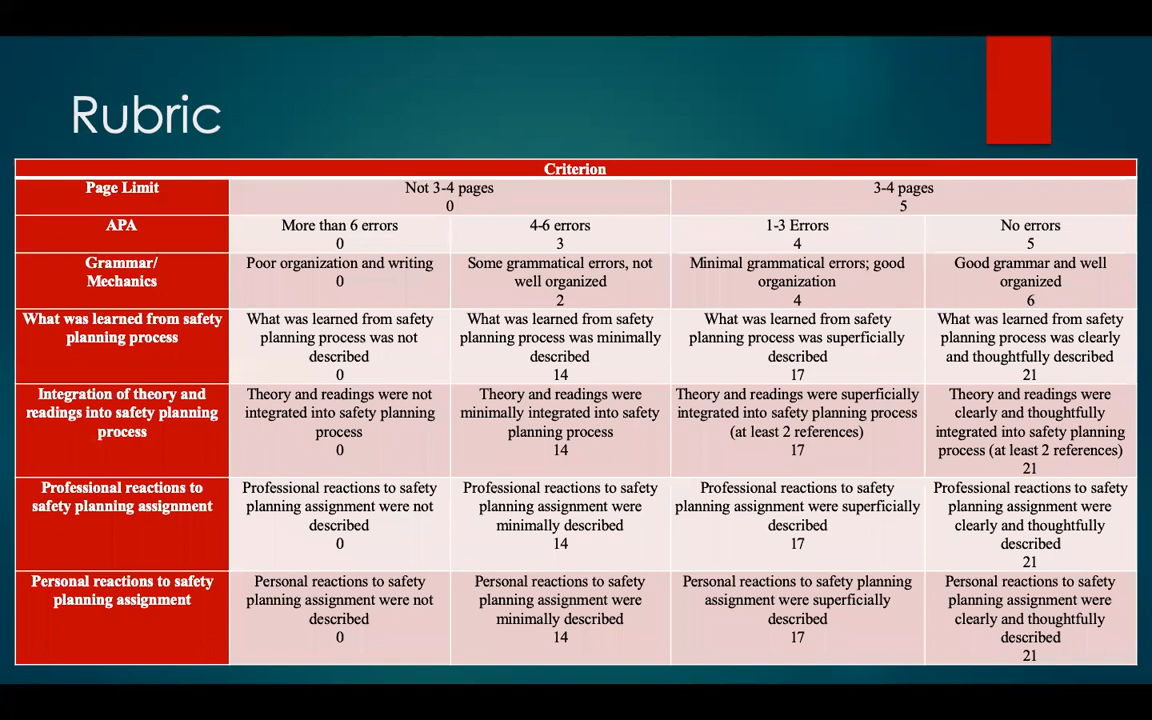 Rubric
Criterion
Page Limit
Not 3-4 pages
0
3-4 pages
5
APA
More than 6 errors
0
4-6 errors
3
1-3 Errors
4
No errors
5
Grammar/
Mechanics
Poor organization and writing
0
Some grammatical errors, not
well organized
2
Minimal grammatical errors; good
organization
4
Good grammar and well
organized
6
What was learned from safety
planning process
What was learned from safety
planning process was not
described
0
What was learned from safety
planning process was minimally
described
14
What was learned from safety
planning process was superficially
described
17
What was learned from safety
planning process was clearly
and thoughtfully described
21
Integration of theory and
readings into safety planning
process
Theory and readings were not
integrated into safety planning
process
0
Theory and readings were
minimally integrated into safety
planning process
14
Theory and readings were superficially
integrated into safety planning process
(at least 2 references)
17
Theory and readings were
clearly and thoughtfully
integrated into safety planning
process (at least 2 references)
21
Professional reactions to
safety planning assignment
Professional reactions to safety
planning assignment were not
described
0
Professional reactions to safety
planning assignment were
minimally described
14
Professional reactions to safety
planning assignment were superficially
described
17
Professional reactions to safety
planning assignment were
clearly and thoughtfully
described
21
Personal reactions to safety
planning assignment
Personal reactions to safety
planning assignment were not
described
0
Personal reactions to safety
planning assignment were
minimally described
14
Personal reactions to safety planning
assignment were superficially
described
17
Personal reactions to safety
planning assignment were
clearly and thoughtfully
described
21